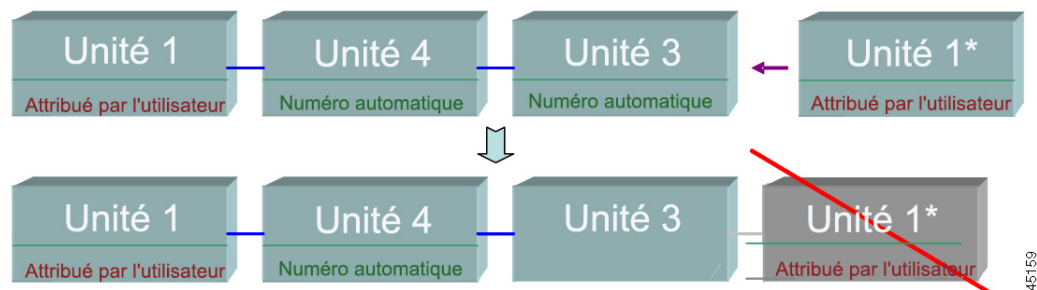 Unité 1
Attribué par l'utilisateur
Unité 4
Numéro automatique
Unité 3
Numéro automatique
Unité 1*
Attribué par l'utilisateur
Unité 1
Attribué par l'utilisateur
Unité 4
Numéro automatique
Unité 3
Unité 1*
Attribué par l'utilisateur
45159